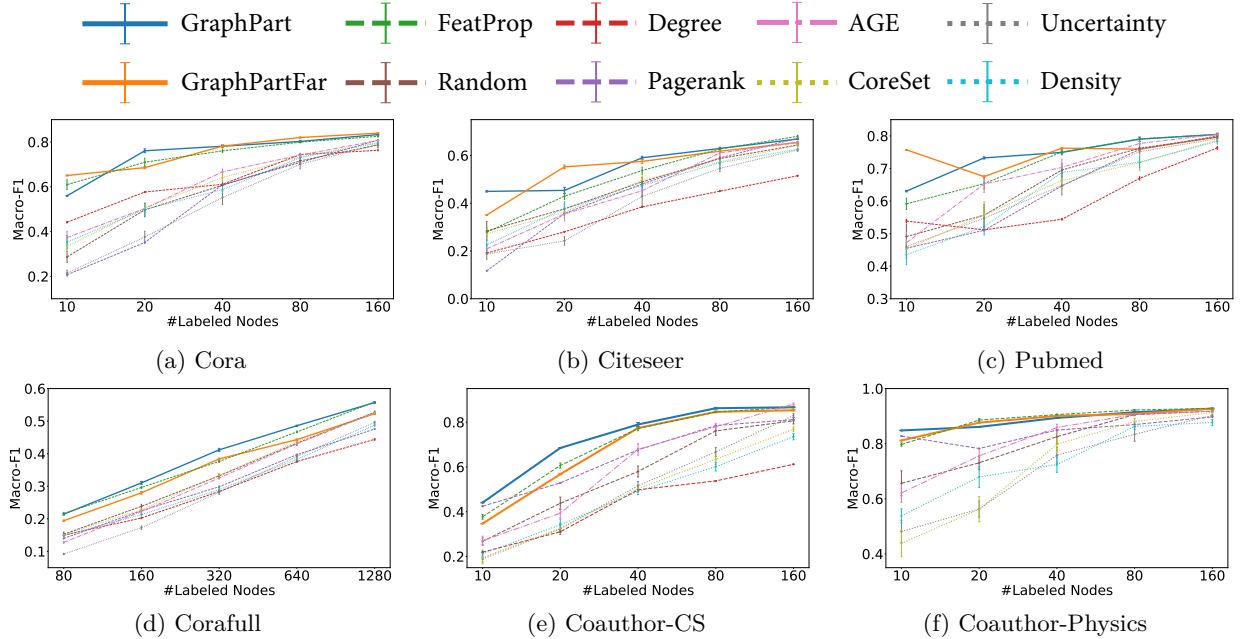 GraphPart FeatProp Degree AGE Uncertainty
GraphPartFar Random Pagerank CoreSet Density
Macro-F1
0.8
0.6
0.4
0.2
10 20 40 80 160
#Labeled Nodes
(a) Cora
Macro-F1
0.6
0.4
0.2
0.0
10 20 40 80 160
#Labeled Nodes
(b) Citeseer
Macro-F1
0.8
0.7
0.6
0.5
0.4
0.3
10 20 40 80 160
#Labeled Nodes
(c) Pubmed
Macro-F1
0.6
0.5
0.4
0.3
0.2
0.1
80 160 320 640 1280
#Labeled Nodes
(d) Corafull
Macro-F1
0.8
0.6
0.4
0.2
10 20 40 80 160
#Labeled Nodes
(e) Coauthor-CS
Macro-F1
1.0
0.8
0.6
0.4
10 20 40 80 160
#Labeled Nodes
(f) Coauthor-Physics